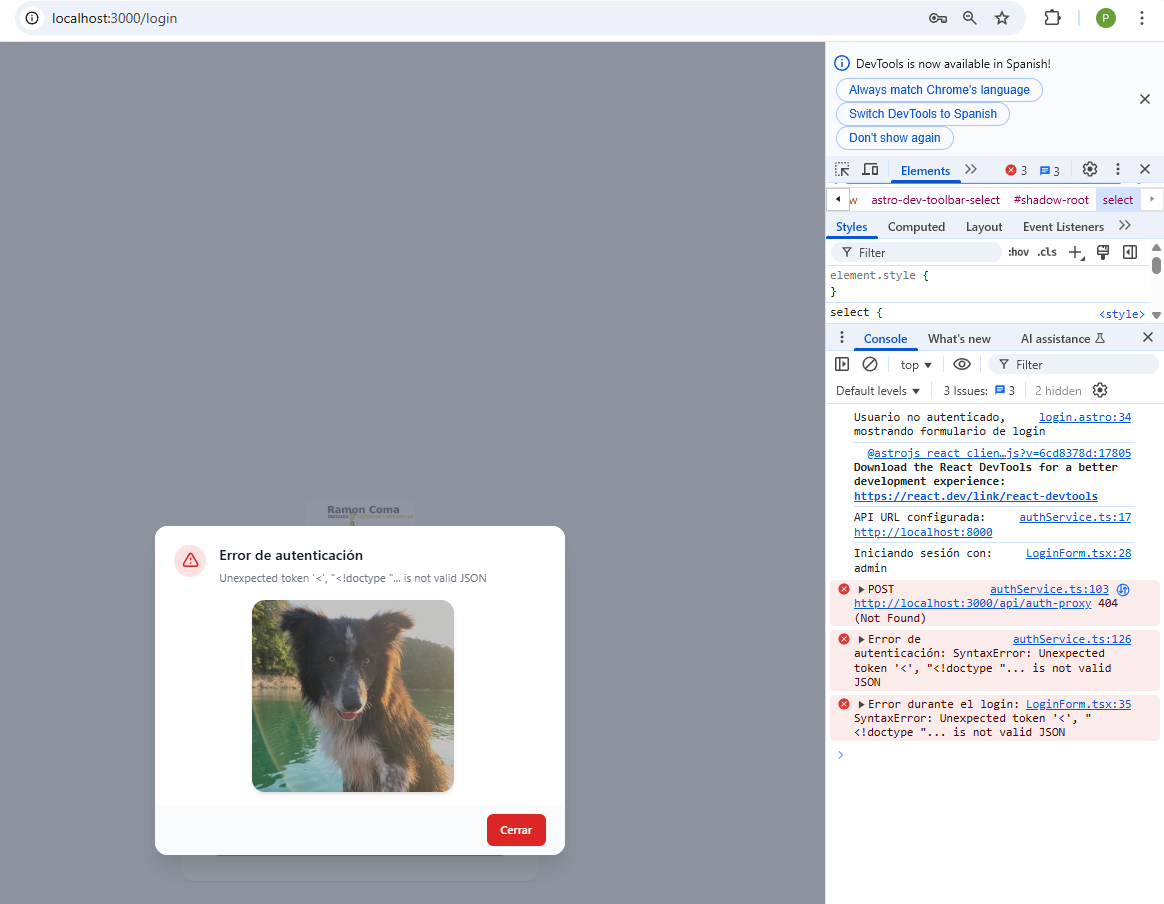 localhost:3000/login
P
DevTools is now available in Spanish!
Always match Chrome's language
Switch DevTools to Spanish
Don't show again
Elements
3
3
w
astro-dev-toolbar-select
#shadow-root
select
Styles
Computed
Layout
Event Listeners
Filter
:hov
.cls
element.style {
}
select {
<style>
Console
What's new
AI assistance
top
Filter
Default levels
3 Issues:
3
2 hidden
Usuario no autenticado, login.astro:34
mostrando formulario de login
@astrojs react clien…js?v=6cd8378d:17805
Download the React DevTools for a better
development experience:
https://react.dev/link/react-devtools
API URL configurada: authService.ts:17
http://localhost:8000
Iniciando sesión con: LoginForm.tsx:28
admin
POST authService.ts:103
http://localhost:3000/api/auth-proxy 404
(Not Found)
Error de authService.ts:126
autenticación: SyntaxError: Unexpected
token '<', "<!doctype "... is not valid
JSON
Error durante el login: LoginForm.tsx:35
SyntaxError: Unexpected token '<', "
<!doctype "... is not valid JSON
Ramon Coma
Error de autenticación
Unexpected token '<', "<!doctype "... is not valid JSON
Cerrar